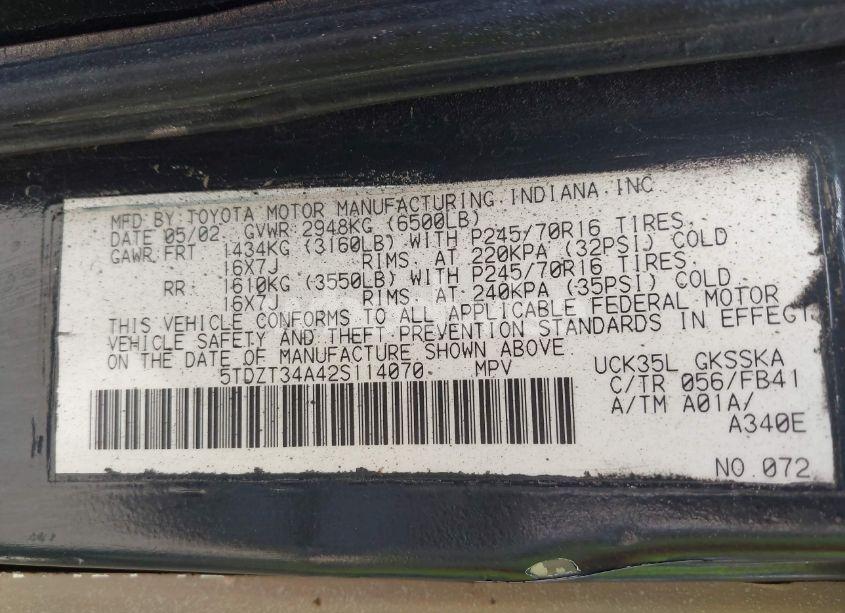 MFD BY: TOYOTA MOTOR MANUFACTURING INDIANA INC
DATE 05/02 GVWR 2948KG (6500LB)
GAWR FRT 1434KG (3160LB) WITH P245/70R16 TIRES.
16X7J RIMS. AT 220KPA (32PSI) COLD
RR: 1610KG (3550LB) WITH P245/70R16 TIRES.
16X7J RIMS. AT 240KPA (35PSI) COLD
THIS VEHICLE CONFORMS TO ALL APPLICABLE FEDERAL MOTOR
VEHICLE SAFETY AND THEFT PREVENTION STANDARDS IN EFFECT
ON THE DATE OF MANUFACTURE SHOWN ABOVE
5TDZT34A42S114070 MPV
UCK35L GKSSKA
C/TR 056/FB41
A/TM A01A/
A340E
NO.072